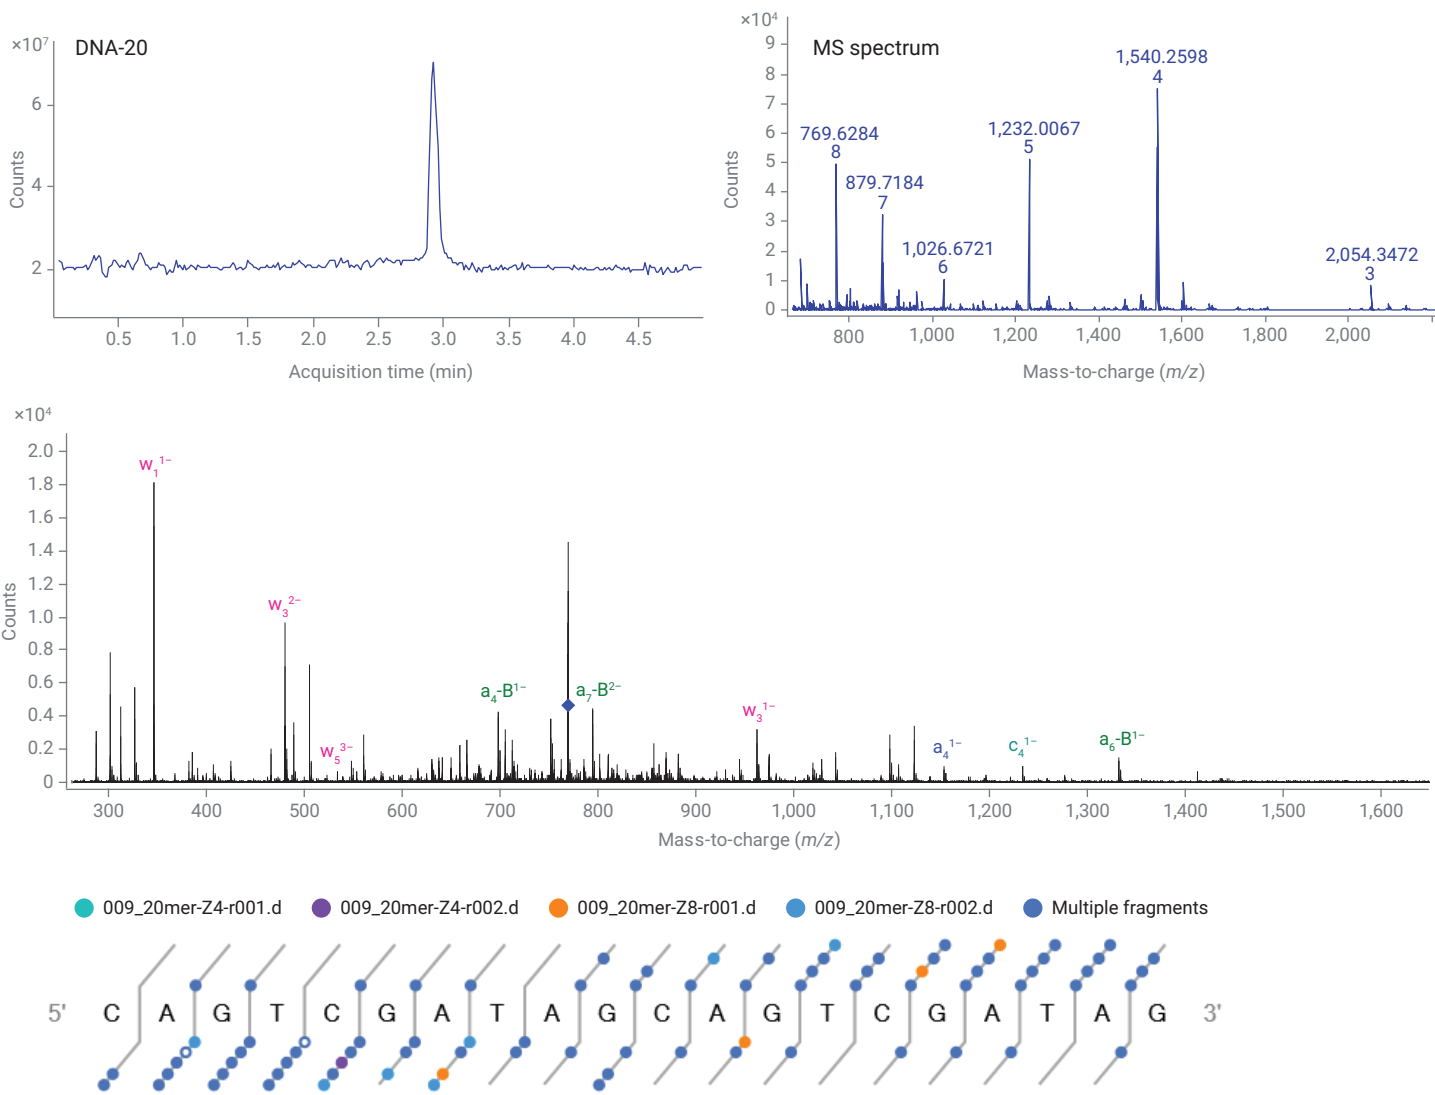 ×10⁷
DNA-20
6
4
2
Counts
0.5 1.0 1.5 2.0 2.5 3.0 3.5 4.0 4.5
Acquisition time (min)
×10⁴
MS spectrum
9
8
7
6
5
4
3
2
1
0
Counts
769.6284
8
879.7184
7
1,026.6721
6
1,232.0067
5
1,540.2598
4
2,054.3472
3
800 1,000 1,200 1,400 1,600 1,800 2,000
Mass-to-charge (m/z)
×10⁴
2.0
1.8
1.6
1.4
1.2
1.0
0.8
0.6
0.4
0.2
0
Counts
w₁¹⁻
w₃²⁻
w₅³⁻
a₄-B¹⁻
a₇-B²⁻
w₃¹⁻
a₄¹⁻
c₄¹⁻
a₆-B¹⁻
300 400 500 600 700 800 900 1,000 1,100 1,200 1,300 1,400 1,500 1,600
Mass-to-charge (m/z)
009_20mer-Z4-r001.d 009_20mer-Z4-r002.d 009_20mer-Z8-r001.d 009_20mer-Z8-r002.d Multiple fragments
5' C A G T C G A T A G C A G T C G A T A G 3'